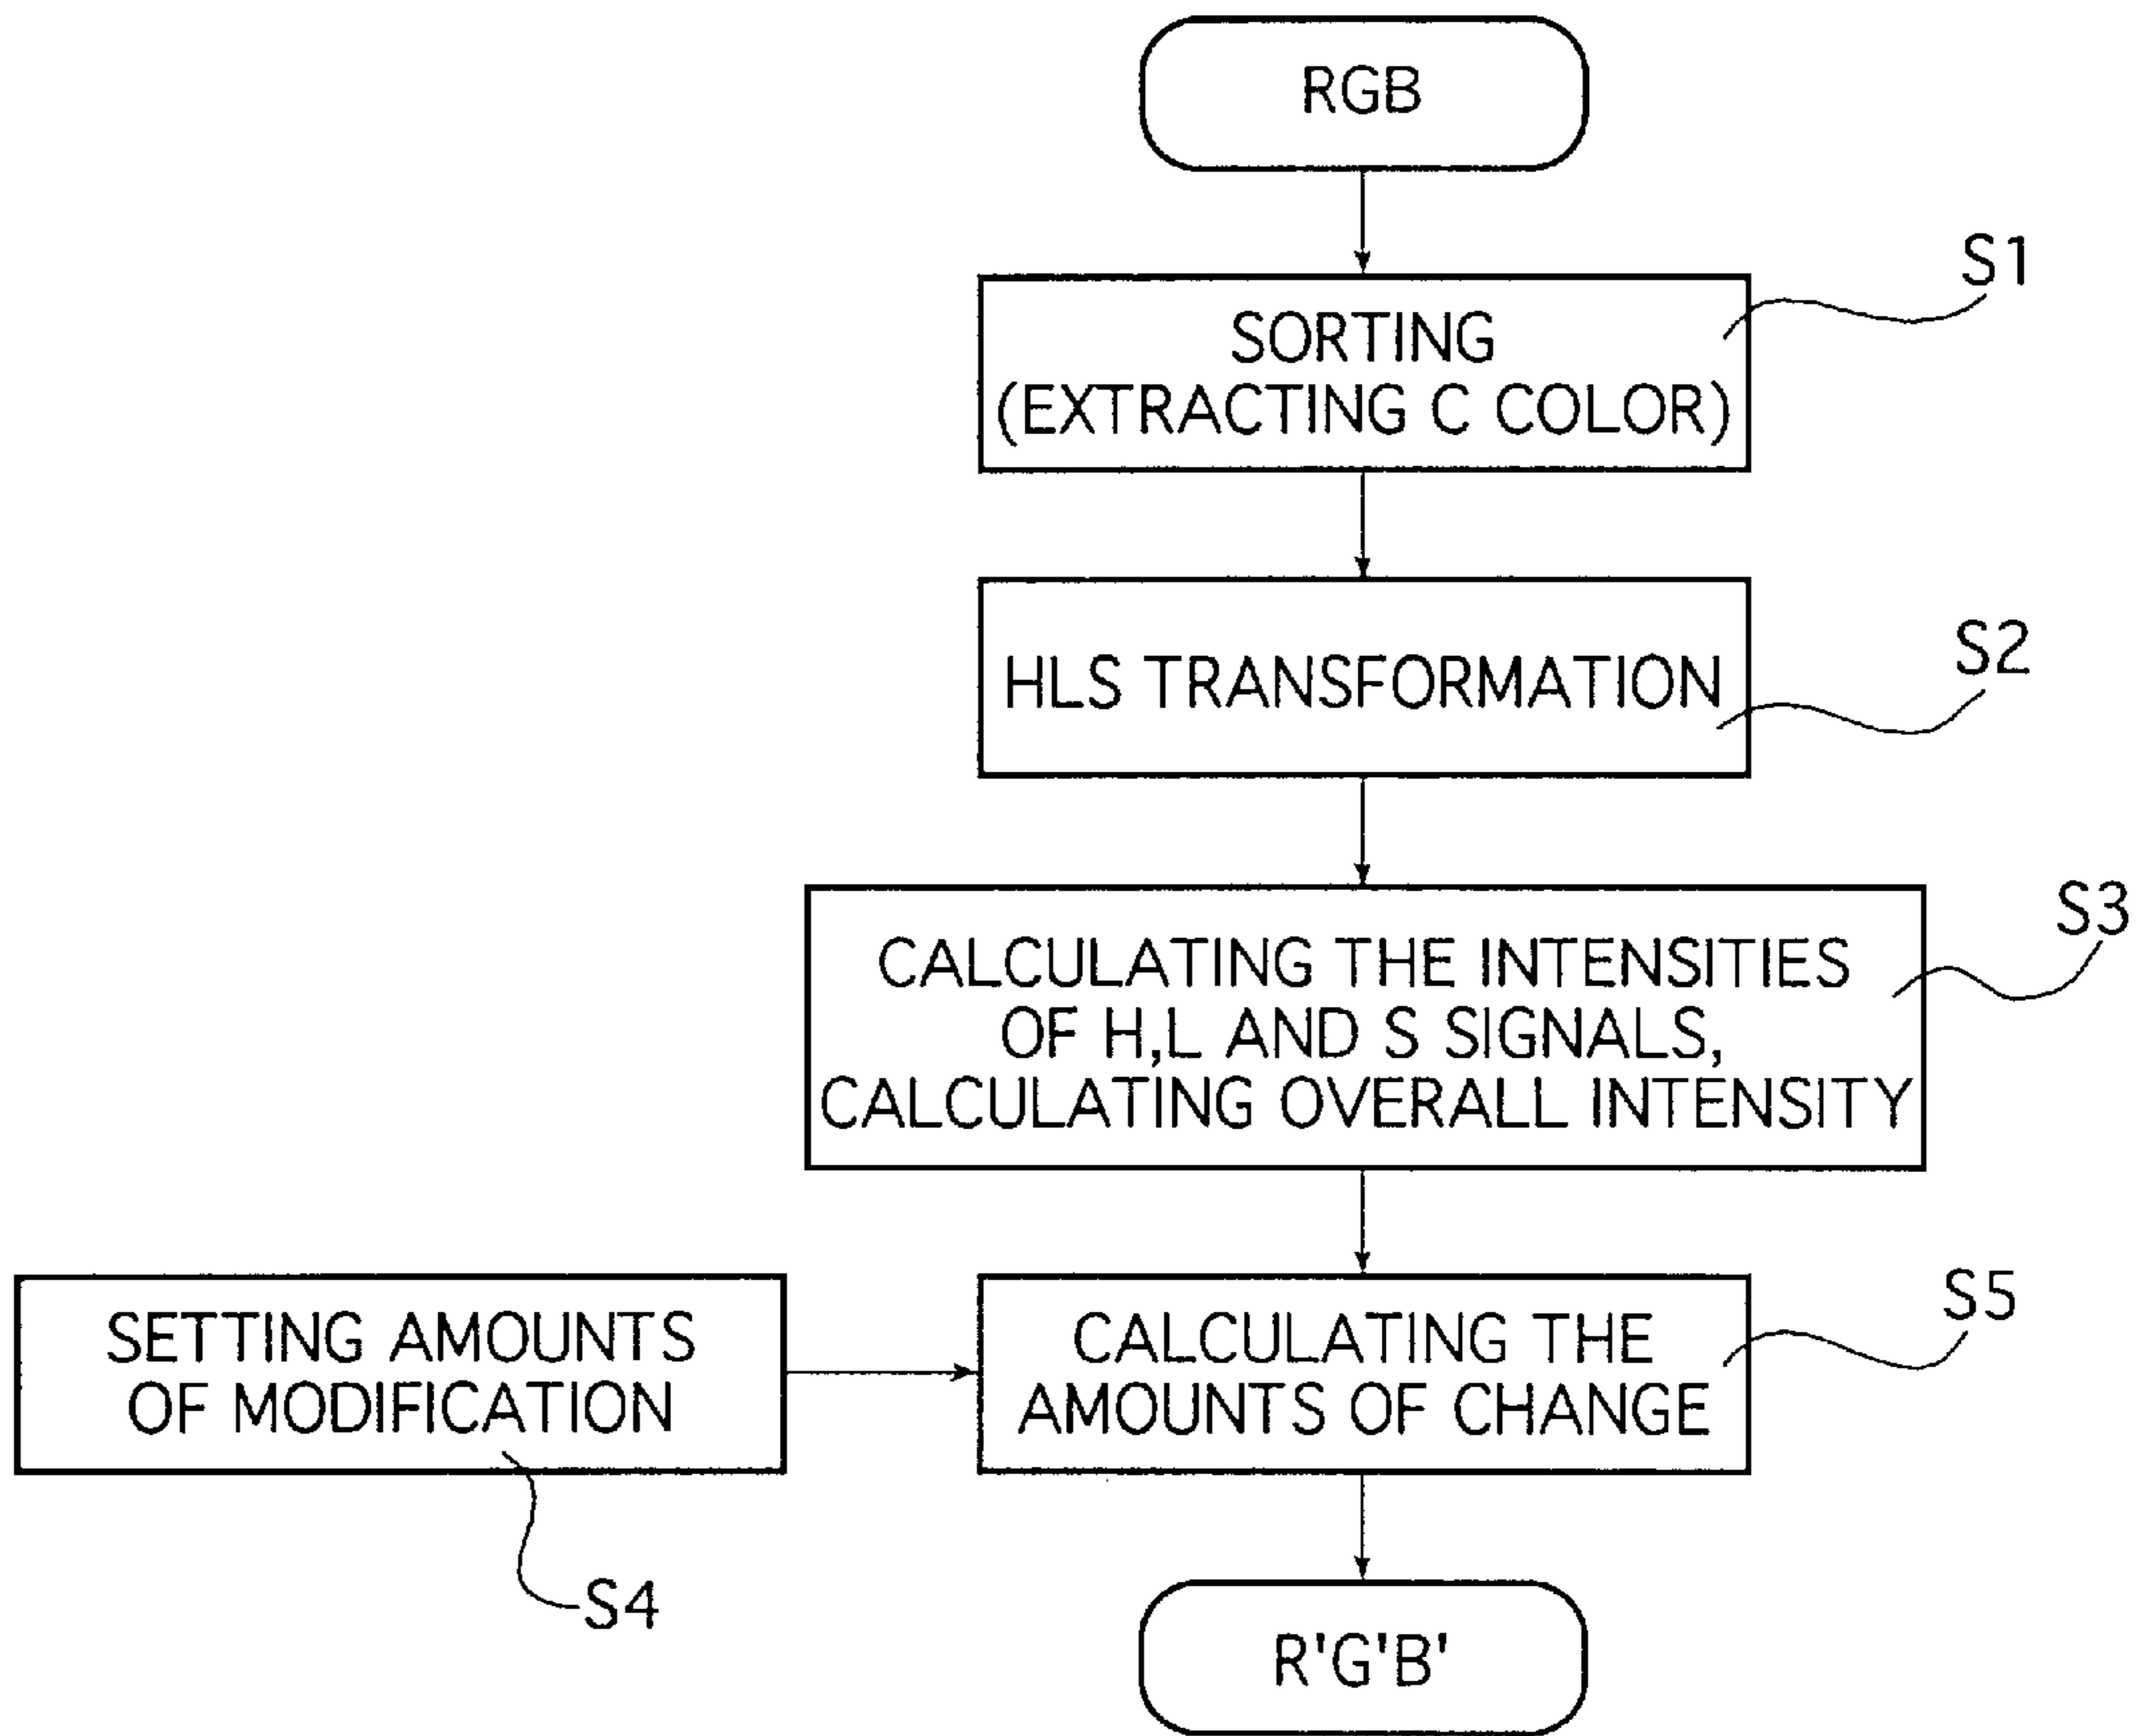 RGB
S1
SORTING
(EXTRACTING C COLOR)
S2
HLS TRANSFORMATION
S3
CALCULATING THE INTENSITIES
OF H,L AND S SIGNALS,
CALCULATING OVERALL INTENSITY
SETTING AMOUNTS
OF MODIFICATION
S4
S5
CALCULATING THE
AMOUNTS OF CHANGE
R'G'B'